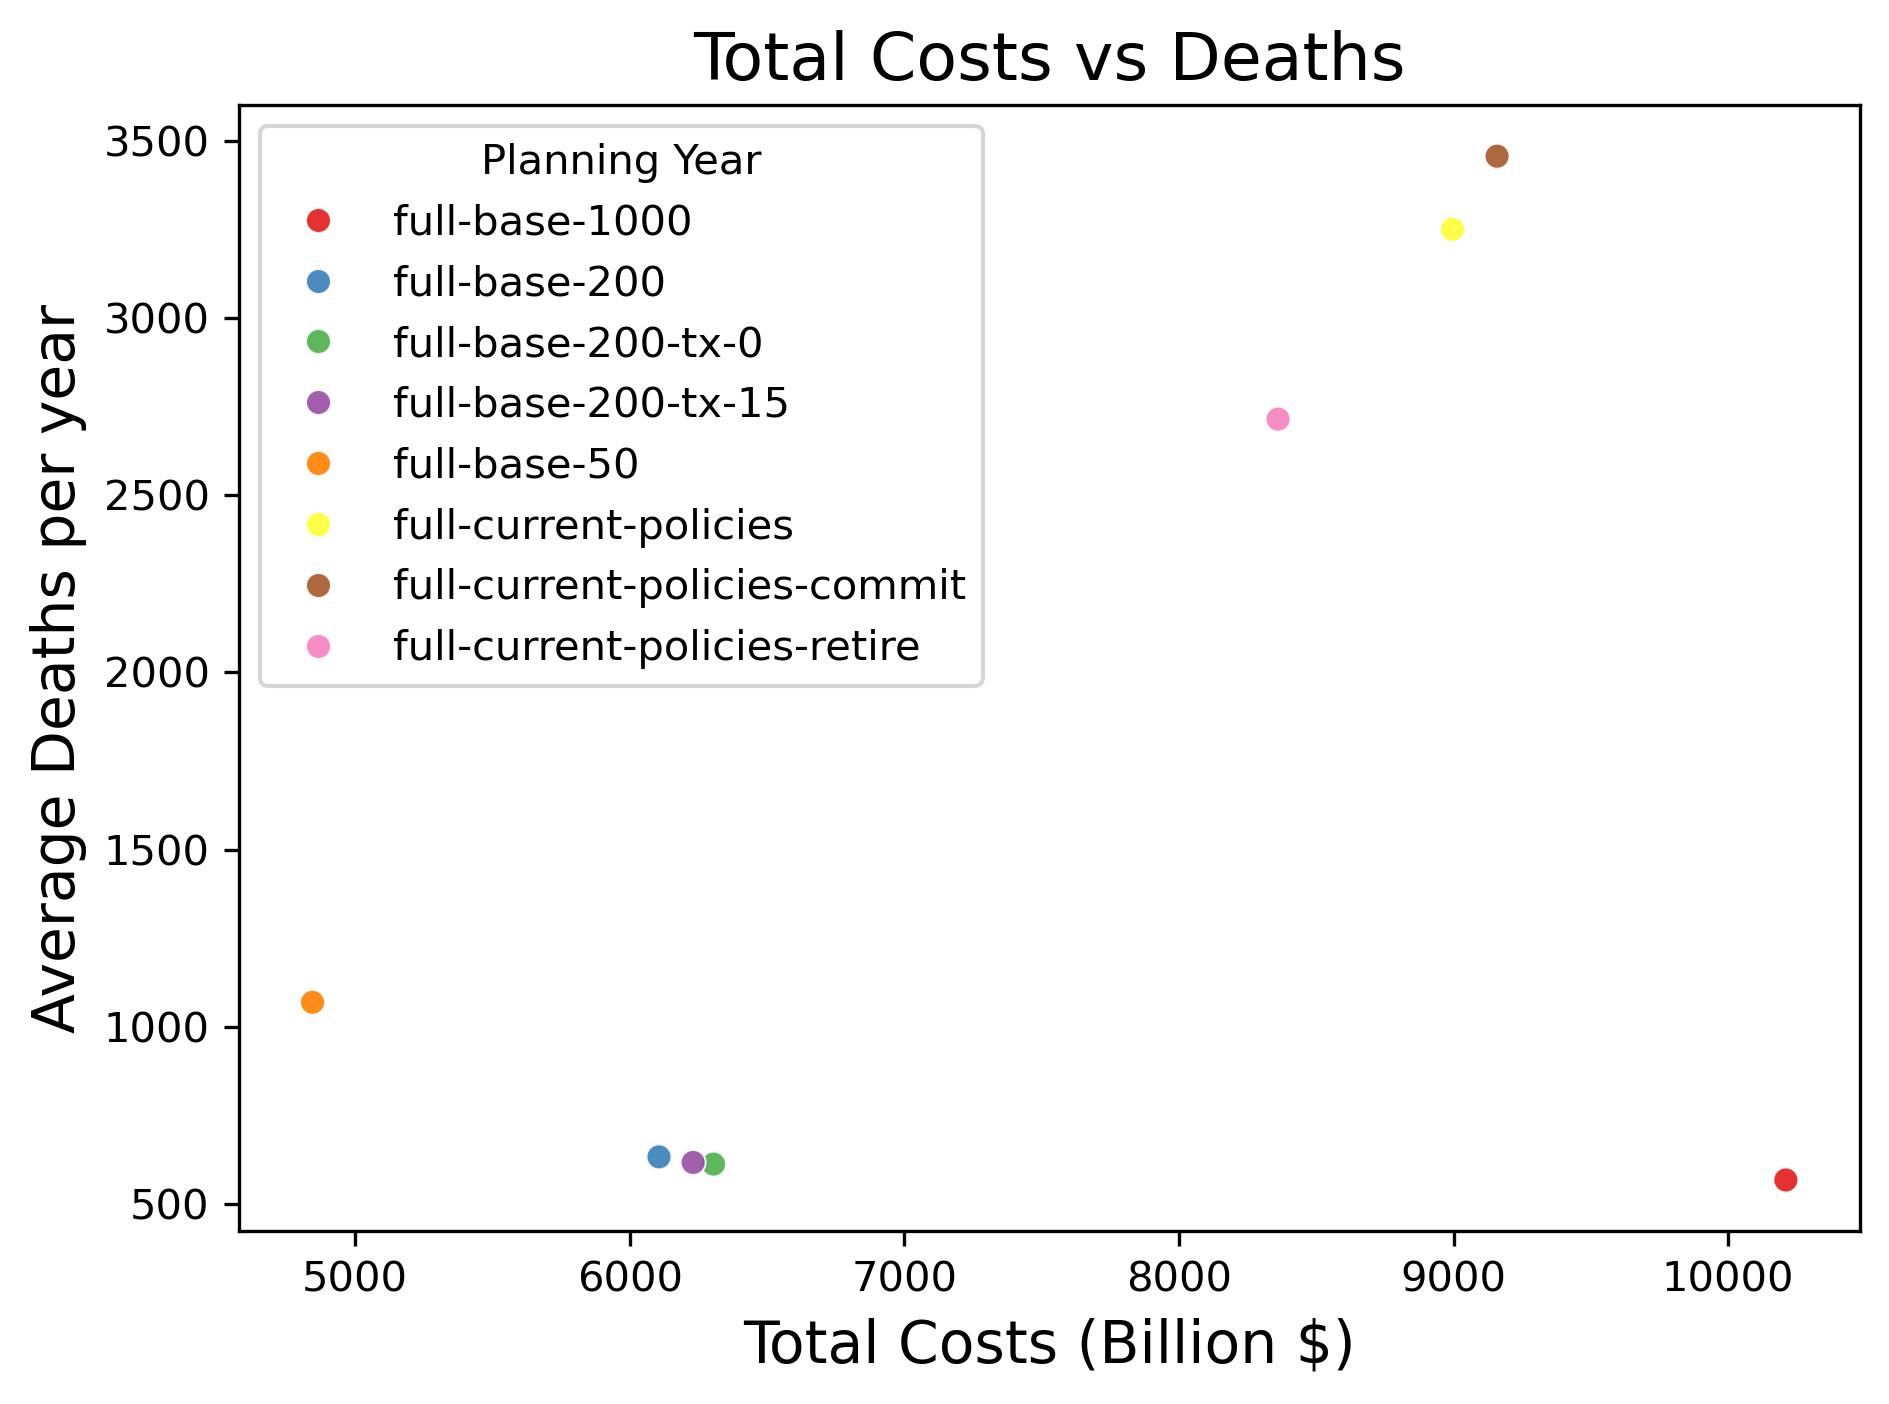 Total Costs vs Deaths
Average Deaths per year
3500
3000
2500
2000
1500
1000
500
Planning Year
full-base-1000
full-base-200
full-base-200-tx-0
full-base-200-tx-15
full-base-50
full-current-policies
full-current-policies-commit
full-current-policies-retire
5000 6000 7000 8000 9000 10000
Total Costs (Billion $)